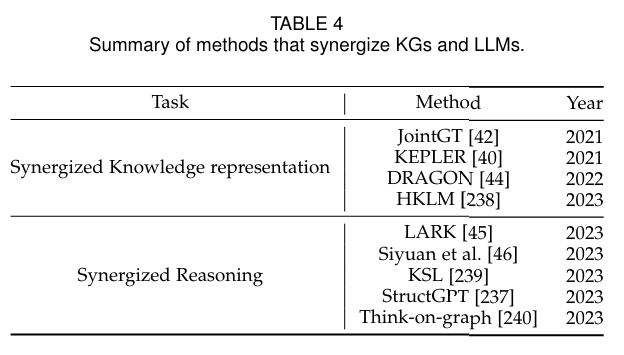 TABLE 4
Summary of methods that synergize KGs and LLMs.
Task Method Year
Synergized Knowledge representation
JointGT [42] 2021
KEPLER [40] 2021
DRAGON [44] 2022
HKLM [238] 2023
Synergized Reasoning
LARK [45] 2023
Siyuan et al. [46] 2023
KSL [239] 2023
StructGPT [237] 2023
Think-on-graph [240] 2023